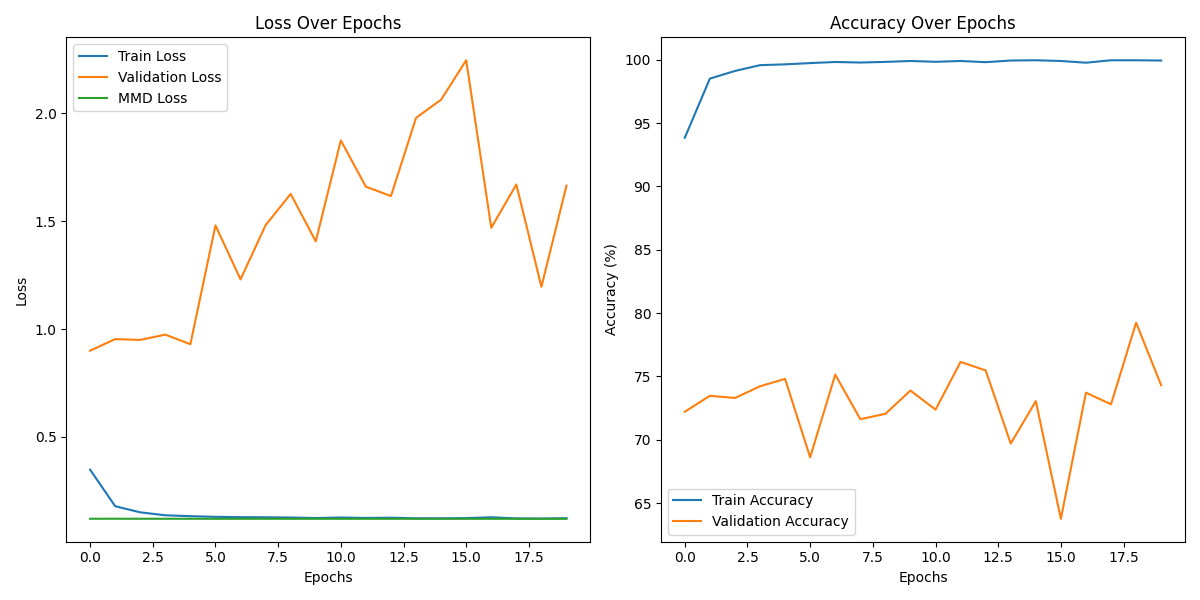 Loss Over Epochs
Train Loss
Validation Loss
MMD Loss
2.0
1.5
1.0
0.5
Loss
0.0 2.5 5.0 7.5 10.0 12.5 15.0 17.5
Epochs
Accuracy Over Epochs
100
95
90
85
80
75
70
65
Accuracy (%)
Train Accuracy
Validation Accuracy
0.0 2.5 5.0 7.5 10.0 12.5 15.0 17.5
Epochs